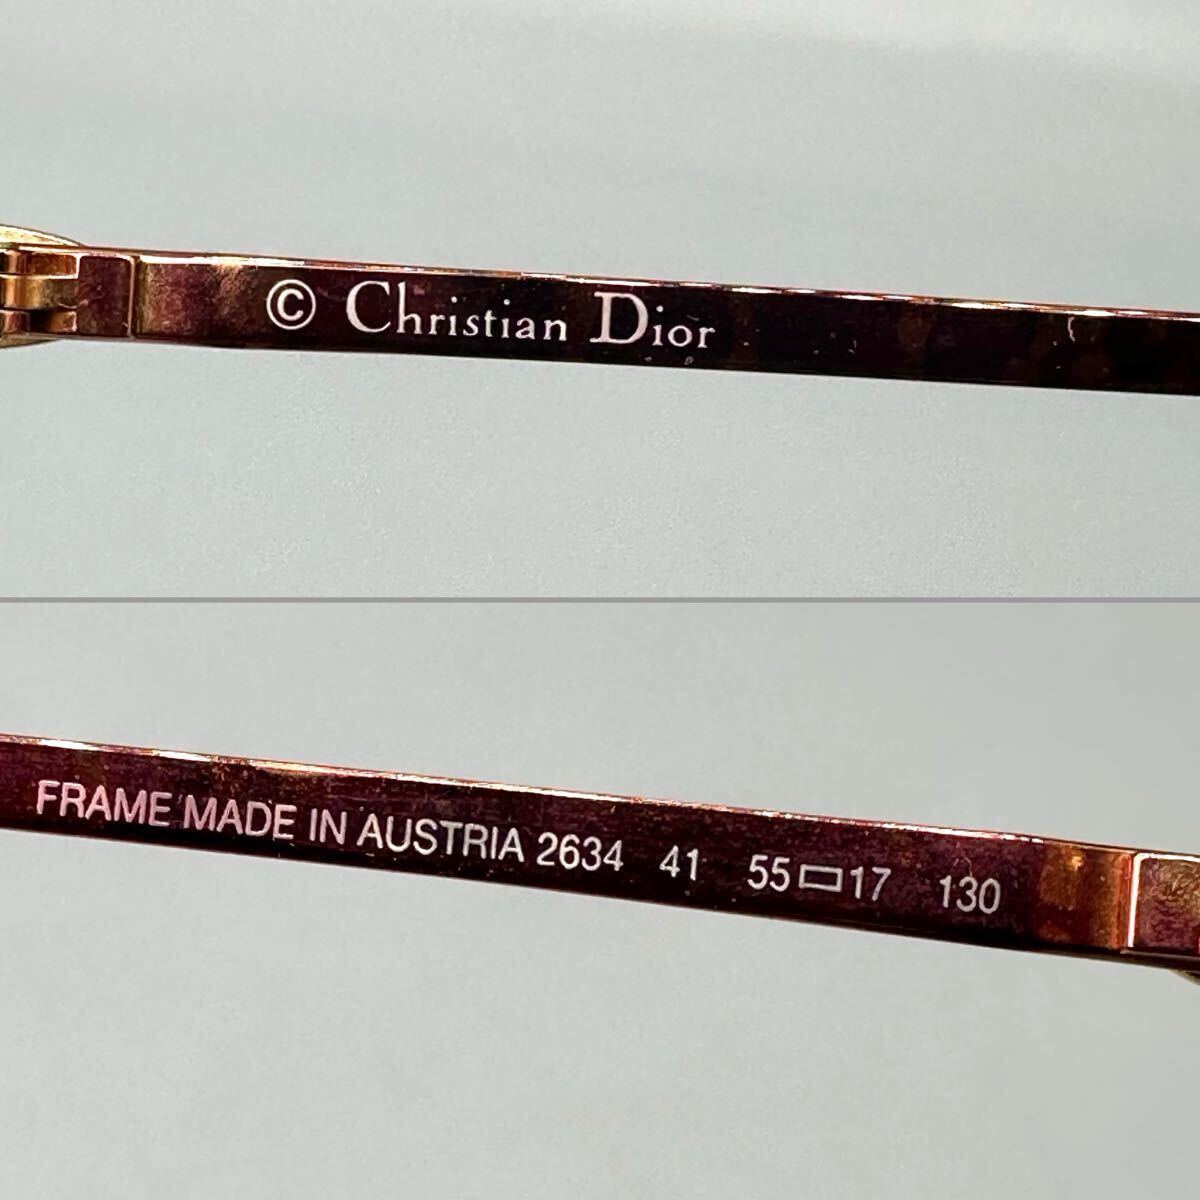 © Christian Dior
FRAME MADE IN AUSTRIA 2634 41 55▭17 130